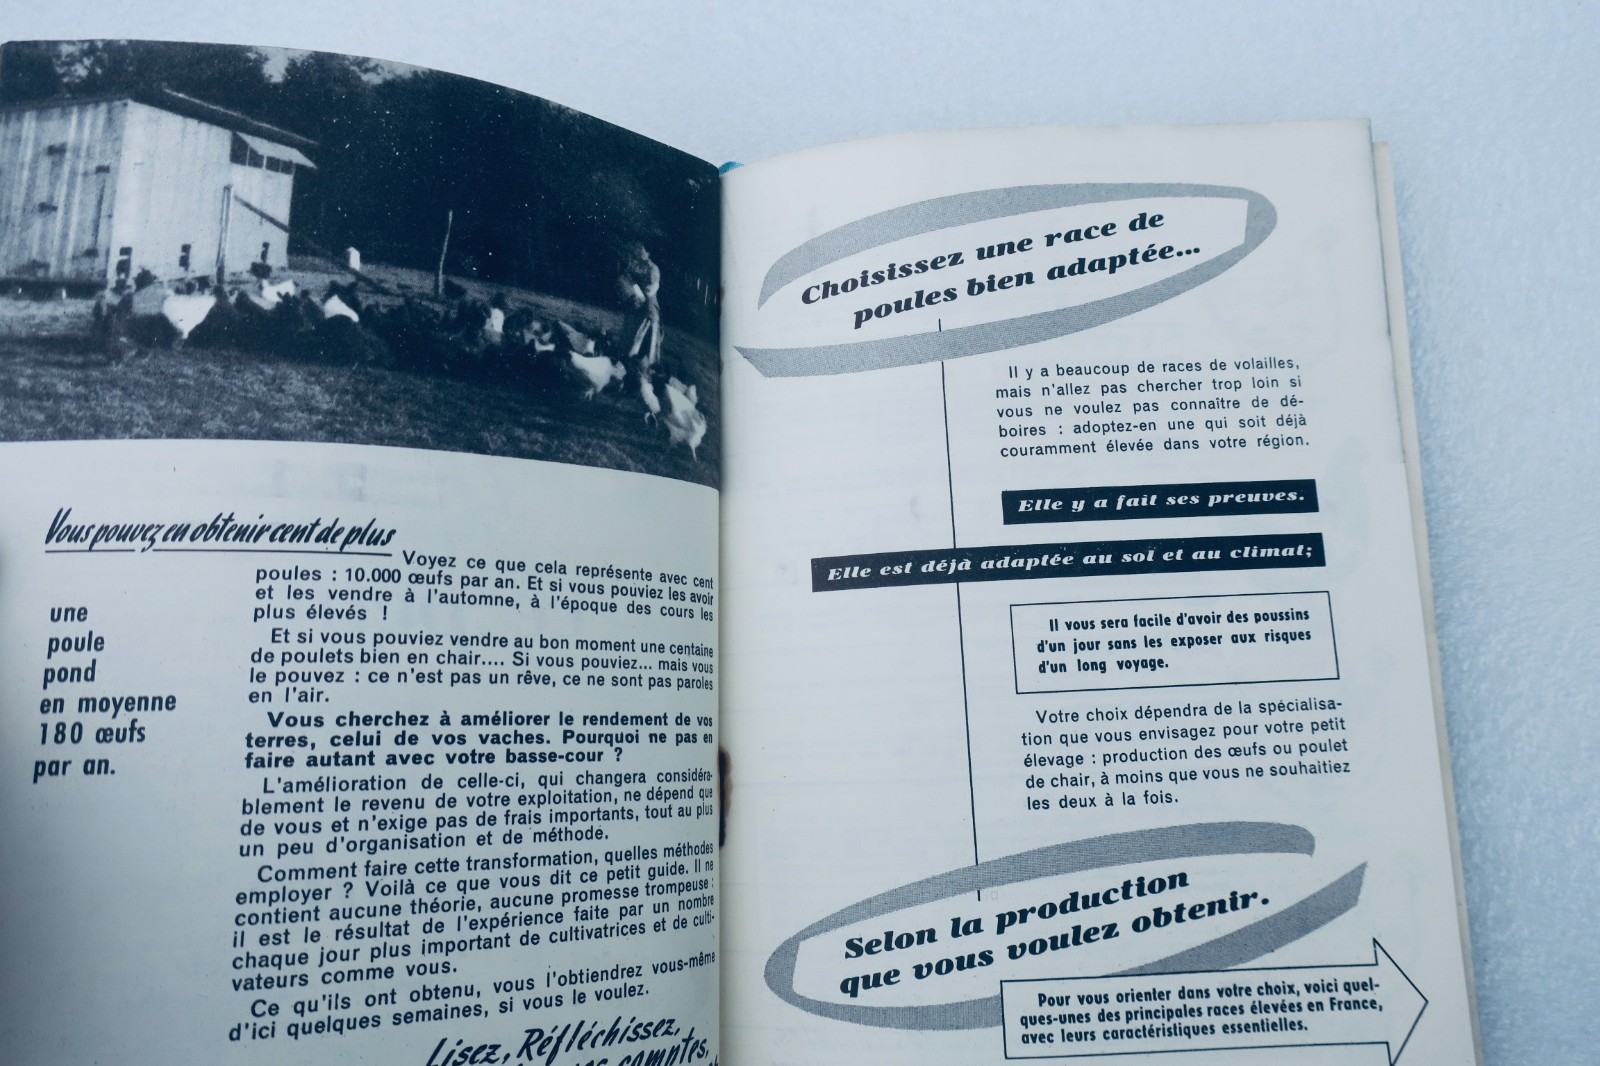 Vous pouvez en obtenir cent de plus
une
poule
pond
en moyenne
180 œufs
par an.
Voyez ce que cela représente avec cent
poules : 10.000 œufs par an. Et si vous pouviez les avoir
et les vendre à l'automne, à l'époque des cours les
plus élevés !
Et si vous pouviez vendre au bon moment une centaine
de poulets bien en chair.... Si vous pouviez... mais vous
le pouvez : ce n'est pas un rêve, ce ne sont pas paroles
en l'air.
Vous cherchez à améliorer le rendement de vos
terres, celui de vos vaches. Pourquoi ne pas en
faire autant avec votre basse-cour ?
L'amélioration de celle-ci, qui changera considéra-
blement le revenu de votre exploitation, ne dépend que
de vous et n'exige pas de frais importants, tout au plus
un peu d'organisation et de méthode.
Comment faire cette transformation, quelles méthodes
employer ? Voilà ce que vous dit ce petit guide. Il ne
contient aucune théorie, aucune promesse trompeuse :
il est le résultat de l'expérience faite par un nombre
chaque jour plus important de cultivatrices et de culti-
vateurs comme vous.
Ce qu'ils ont obtenu, vous l'obtiendrez vous-même
d'ici quelques semaines, si vous le voulez.
Lisez, Réfléchissez,
comptes,
Choisissez une race de
poules bien adaptée...
Il y a beaucoup de races de volailles,
mais n'allez pas chercher trop loin si
vous ne voulez pas connaître de dé-
boires : adoptez-en une qui soit déjà
couramment élevée dans votre région.
Elle y a fait ses preuves.
Elle est déjà adaptée au sol et au climat;
Il vous sera facile d'avoir des poussins
d'un jour sans les exposer aux risques
d'un long voyage.
Votre choix dépendra de la spécialisa-
tion que vous envisagez pour votre petit
élevage : production des œufs ou poulet
de chair, à moins que vous ne souhaitiez
les deux à la fois.
Selon la production
que vous voulez obtenir.
Pour vous orienter dans votre choix, voici quel-
ques-unes des principales races élevées en France,
avec leurs caractéristiques essentielles.